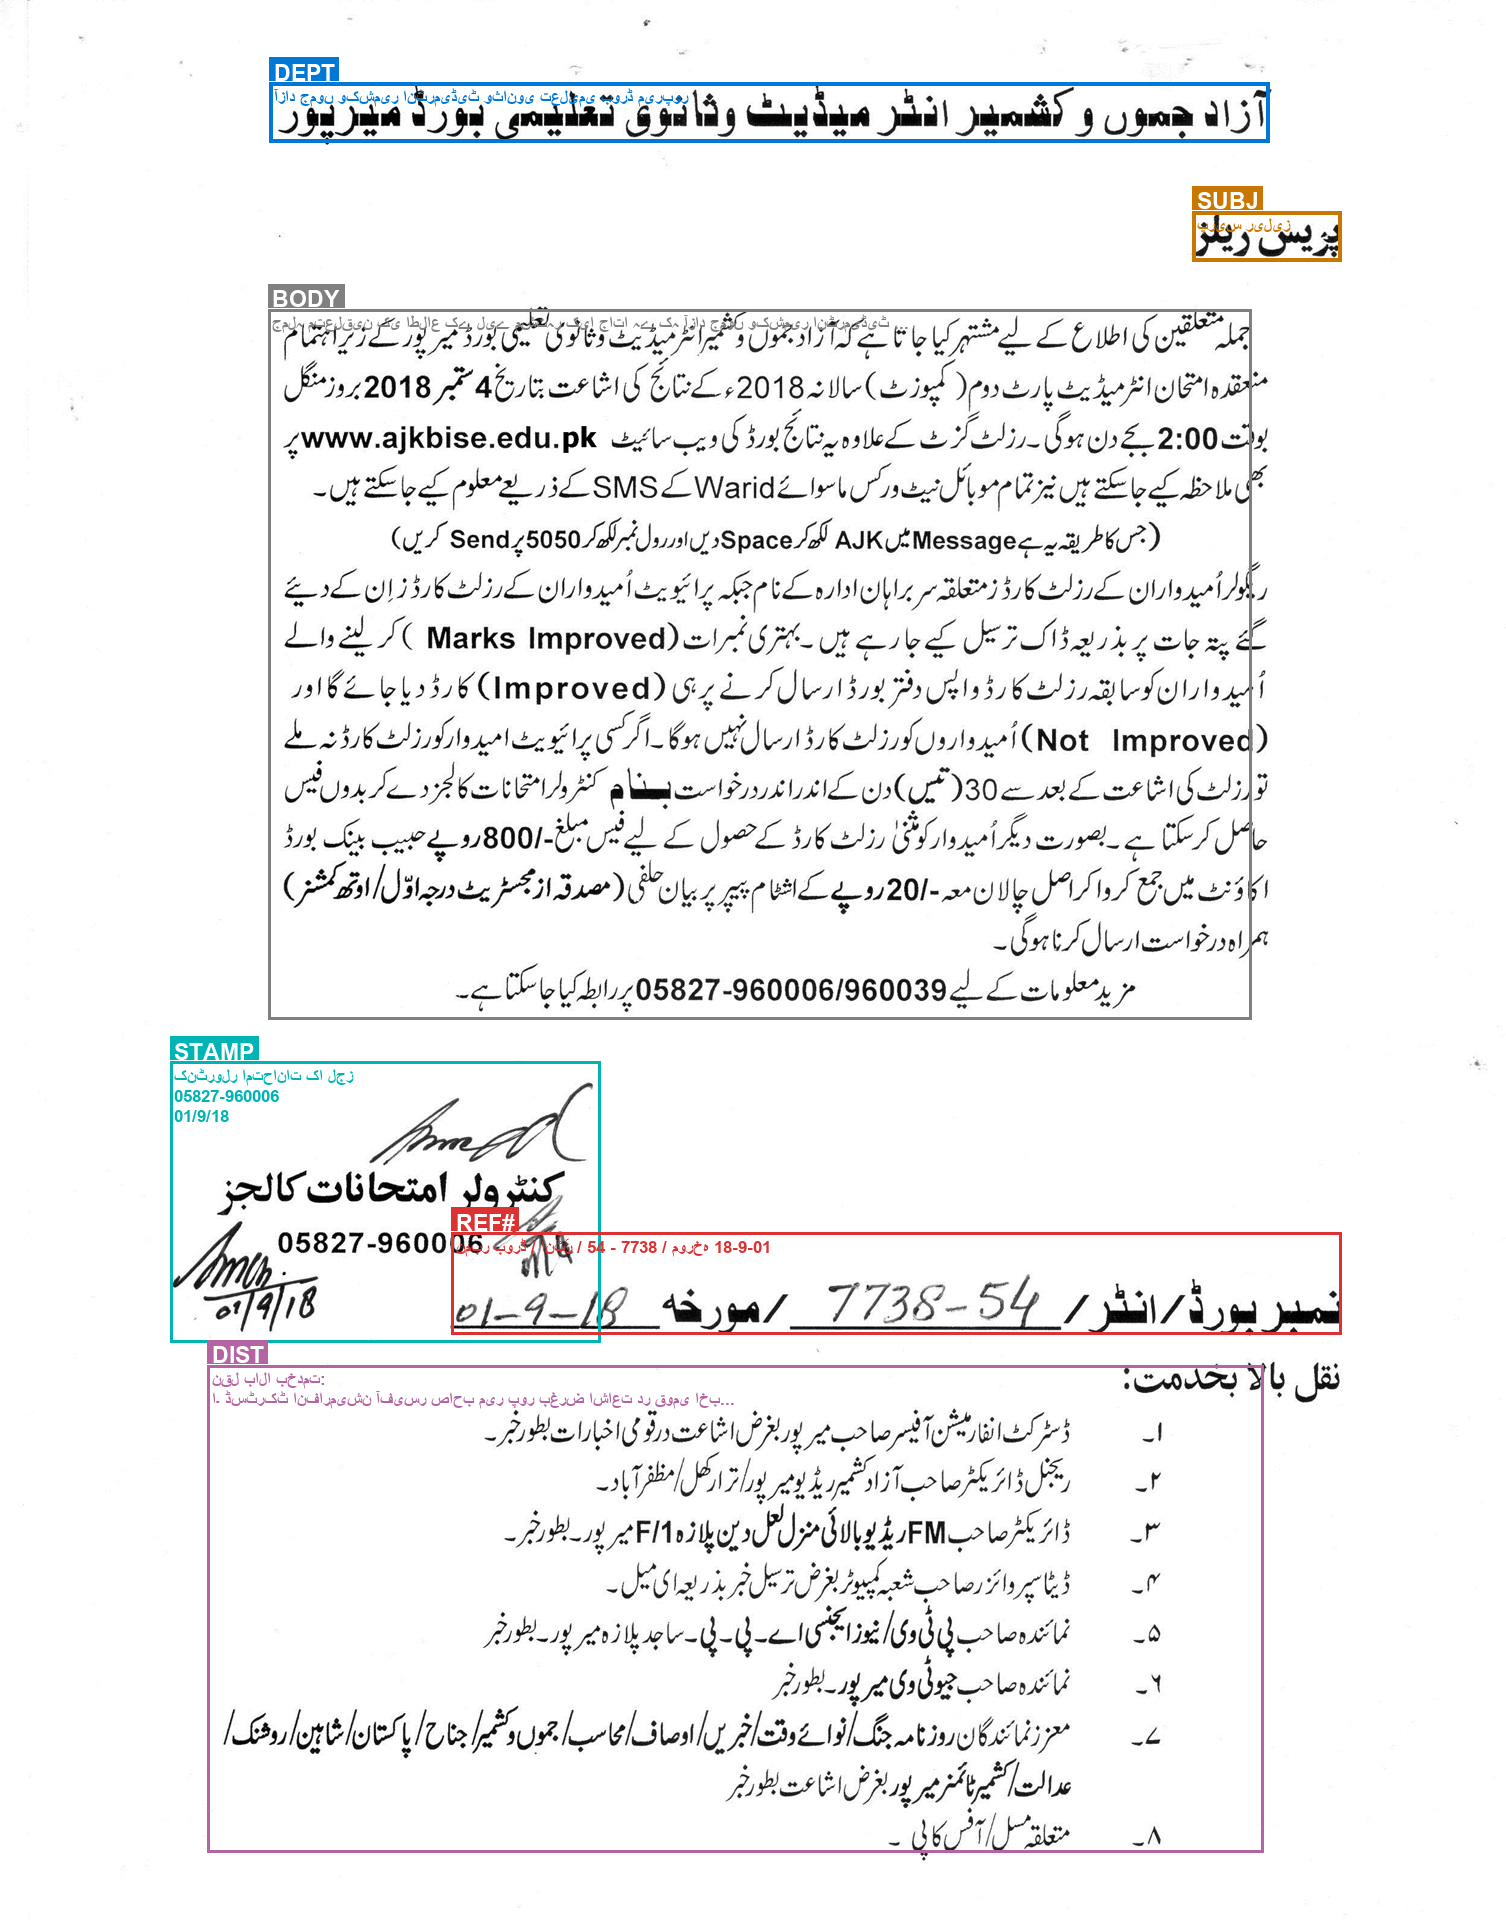 DEPT
آزاد جموں و کشمیر انٹر میڈیٹ وثانوی تعلیمی بورڈ میرپور
SUBJ
پریس ریلیز
BODY
جملہ متعلقین کی اطلاع کے لیے مشتہر کیا جاتا ہے کہ آزاد جموں و کشمیر انٹرمیڈیٹ وثانوی تعلیمی بورڈ میرپور کے زیراہتمام
منعقدہ امتحان انٹرمیڈیٹ پارٹ دوم (کمپوزٹ) سالانہ 2018ء کے نتائج کی اشاعت بتاریخ 4 ستمبر 2018 بروز منگل
بوقت 2:00 بجے دن ہوگی۔ رزلٹ گزٹ کے علاوہ یہ نتائج بورڈ کی ویب سائیٹ www.ajkbise.edu.pk پر
بھی ملاحظہ کیے جاسکتے ہیں نیز تمام موبائل نیٹ ورکس ماسوائے Warid کے SMS کے ذریعے معلوم کیے جاسکتے ہیں۔
(جس کا طریقہ یہ ہے Message میں AJK لکھ کر Space دیں اور رول نمبر لکھ کر 5050 پر Send کریں)
ریگولر اُمیدواران کے رزلٹ کارڈز متعلقہ سربراہان ادارہ کے نام جبکہ پرائیویٹ اُمیدواران کے رزلٹ کارڈز اِن کے دیئے
گئے پتہ جات پر بذریعہ ڈاک ترسیل کیے جارہے ہیں۔ بہتری نمبرات (Marks Improved) کر لینے والے
اُمیدواران کو سابقہ رزلٹ کارڈ واپس دفتر بورڈ ارسال کرنے پر ہی (Improved) کارڈ دیا جائے گا اور
(Not Improved) اُمیدواروں کو رزلٹ کارڈ ارسال نہیں ہوگا۔ اگر کسی پرائیویٹ امیدوار کو رزلٹ کارڈ نہ ملے
تو رزلٹ کی اشاعت کے بعد سے 30 (تیس) دن کے اندر اندر درخواست بنام کنٹرولر امتحانات کالجز دے کر بدوں فیس
حاصل کرسکتا ہے۔ بصورت دیگر اُمیدوار کو مثنیٰ رزلٹ کارڈ کے حصول کے لیے فیس مبلغ -/800 روپے حبیب بینک بورڈ
اکاؤنٹ میں جمع کروا کر اصل چالان معہ -/20 روپے کے اشٹام پیپر پر بیان حلفی (مصدقہ از مجسٹریٹ درجہ اوّل/اوتھ کمشنر)
ہمراہ درخواست ارسال کرنا ہوگی۔
مزید معلومات کے لیے 05827-960006/960039 پر رابطہ کیا جاسکتا ہے۔
STAMP
کنٹرولر امتحانات کالجز
05827-960006
01/9/18
REF#
نمبر بورڈ/انٹر/ 7738-54 /مورخہ 01-9-18
DIST
نقل بالا بخدمت:
۱۔ ڈسٹرکٹ انفارمیشن آفیسر صاحب میرپور بغرض اشاعت در قومی اخبارات بطور خبر۔
۲۔ ریجنل ڈائریکٹر صاحب آزاد کشمیر ریڈیو میرپور/تراڑکھل/مظفرآباد۔
۳۔ ڈائریکٹر صاحب FM ریڈیو بالائی منزل لعل دین پلازہ F/1 میرپور۔ بطور خبر۔
۴۔ ڈیٹا سپروائزر صاحب شعبہ کمپیوٹر بغرض ترسیل خبر بذریعہ ای میل۔
۵۔ نمائندہ صاحب پی ٹی وی/نیوز ایجنسی اے۔پی۔پی۔ ساجد پلازہ میرپور۔ بطور خبر
۶۔ نمائندہ صاحب جیو ٹی وی میرپور۔ بطور خبر
۷۔ معزز نمائندگان روزنامہ جنگ/نوائے وقت/خبریں/اوصاف/محاسب/جموں و کشمیر/جناح/پاکستان/شاہین/روشنک/
عدالت/کشمیر ٹائمنر میرپور بغرض اشاعت بطور خبر
۸۔ متعلقہ مسل/آفس کاپی۔